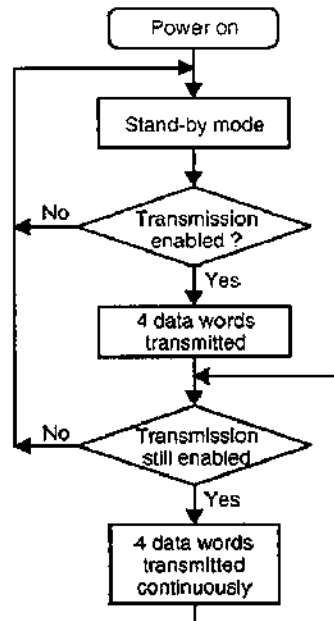 Power on
Stand-by mode
No
Transmission
enabled ?
Yes
4 data words
transmitted
No
Transmission
still enabled
Yes
4 data words
transmitted
continuously